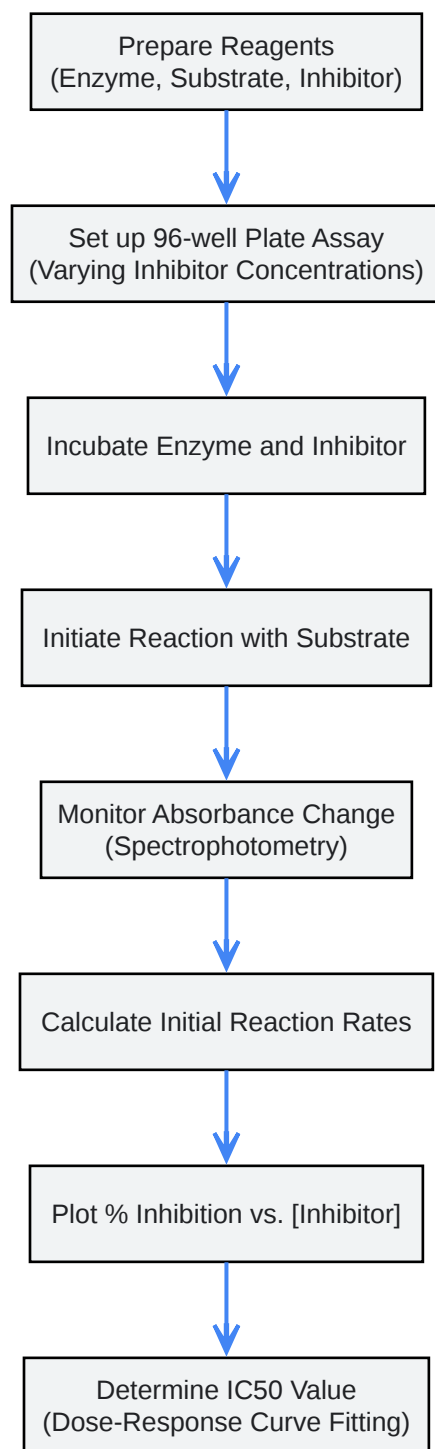 Prepare Reagents
(Enzyme, Substrate, Inhibitor)
Set up 96-well Plate Assay
(Varying Inhibitor Concentrations)
Incubate Enzyme and Inhibitor
Initiate Reaction with Substrate
Monitor Absorbance Change
(Spectrophotometry)
Calculate Initial Reaction Rates
Plot % Inhibition vs. [Inhibitor]
Determine IC50 Value
(Dose-Response Curve Fitting)